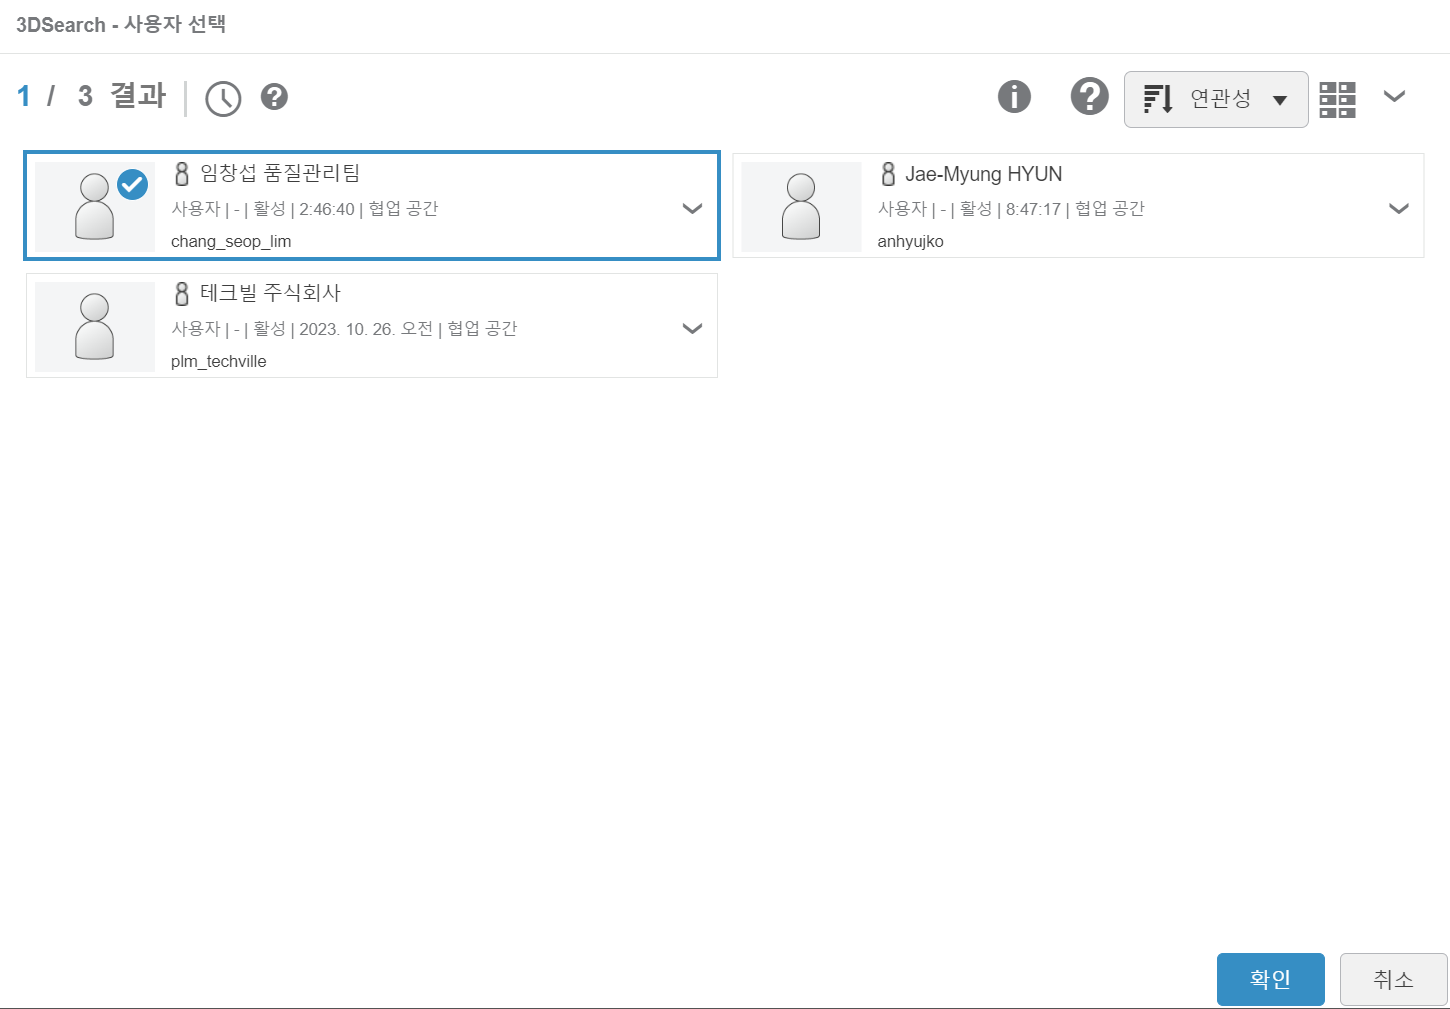 3DSearch - 사용자 선택
1 / 3 결과
연관성
임창섭 품질관리팀
사용자 | - | 활성 | 2:46:40 | 협업 공간
chang_seop_lim
Jae-Myung HYUN
사용자 | - | 활성 | 8:47:17 | 협업 공간
anhyujko
테크빌 주식회사
사용자 | - | 활성 | 2023. 10. 26. 오전 | 협업 공간
plm_techville
확인 취소